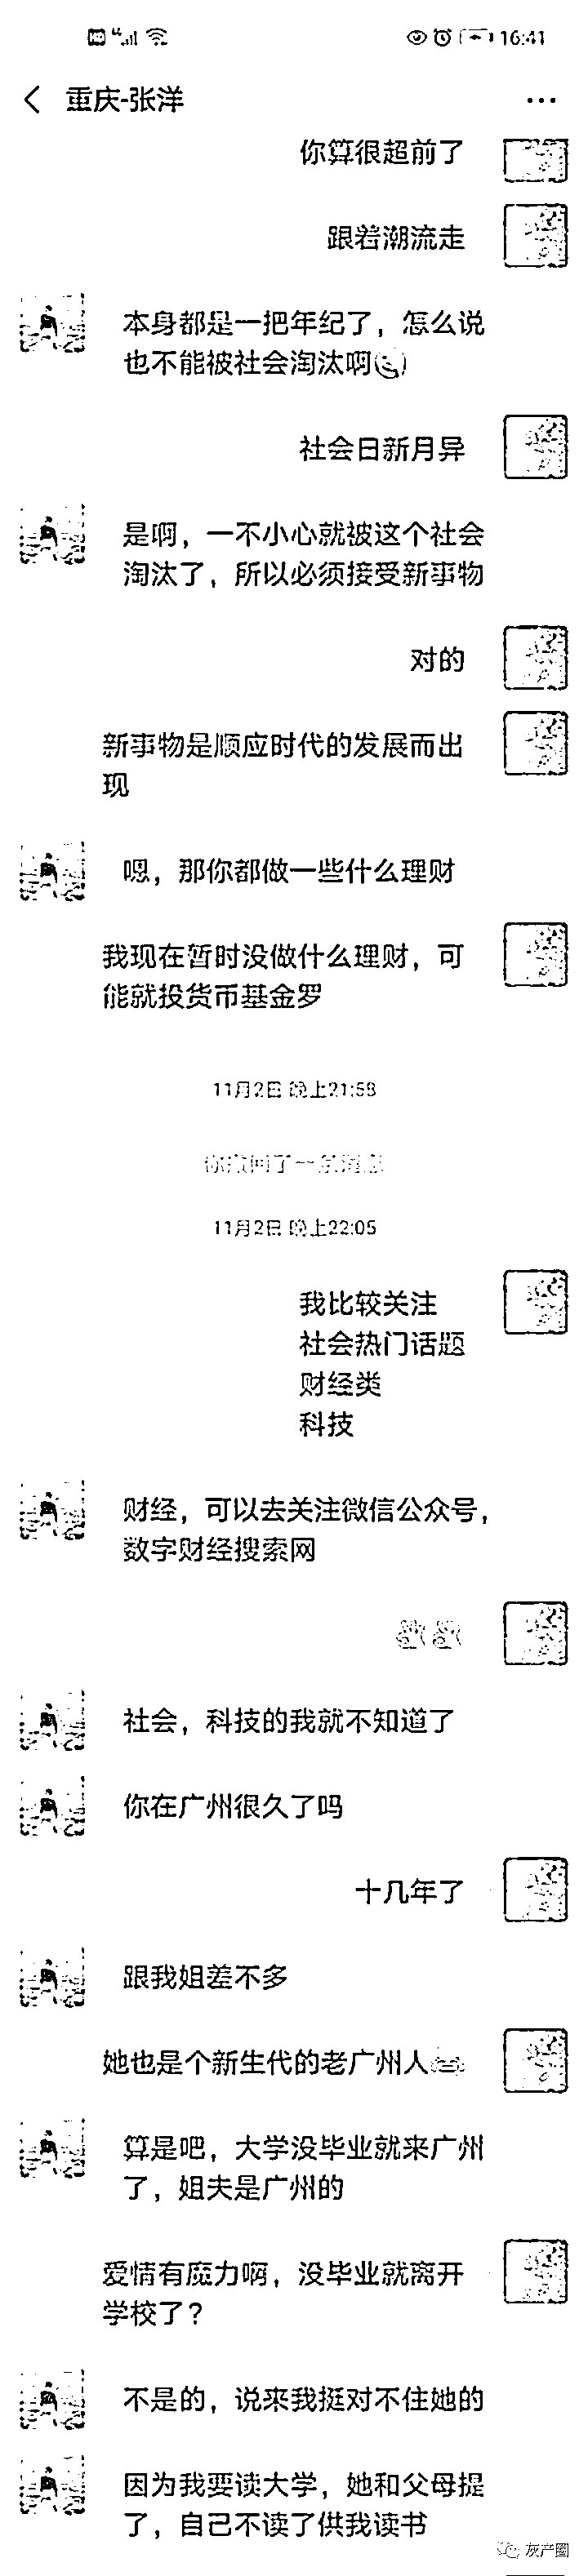 16:41
重庆-张洋
你算很超前了
跟着潮流走
本身都是一把年纪了，怎么说
也不能被社会淘汰啊
社会日新月异
是啊，一不小心就被这个社会
淘汰了，所以必须接受新事物
对的
新事物是顺应时代的发展而出
现
嗯，那你都做一些什么理财
我现在暂时没做什么理财，可
能就投货币基金罗
11月2日 晚上21:58
你撤回了一条消息
11月2日 晚上22:05
我比较关注
社会热门话题
财经类
科技
财经，可以去关注微信公众号，
数字财经搜索网
社会，科技的我就不知道了
你在广州很久了吗
十几年了
跟我姐差不多
她也是个新生代的老广州人
算是吧，大学没毕业就来广州
了，姐夫是广州的
爱情有魔力啊，没毕业就离开
学校了？
不是的，说来我挺对不住她的
因为我要读大学，她和父母提
了，自己不读了供我读书
灰产圈